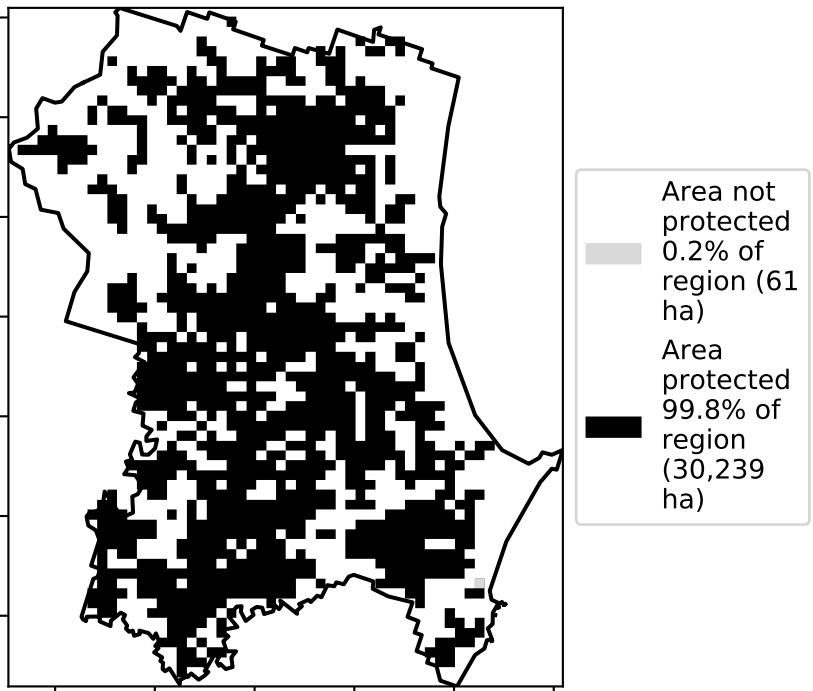 Area not
protected
0.2% of
region (61
ha)
Area
protected
99.8% of
region
(30,239
ha)